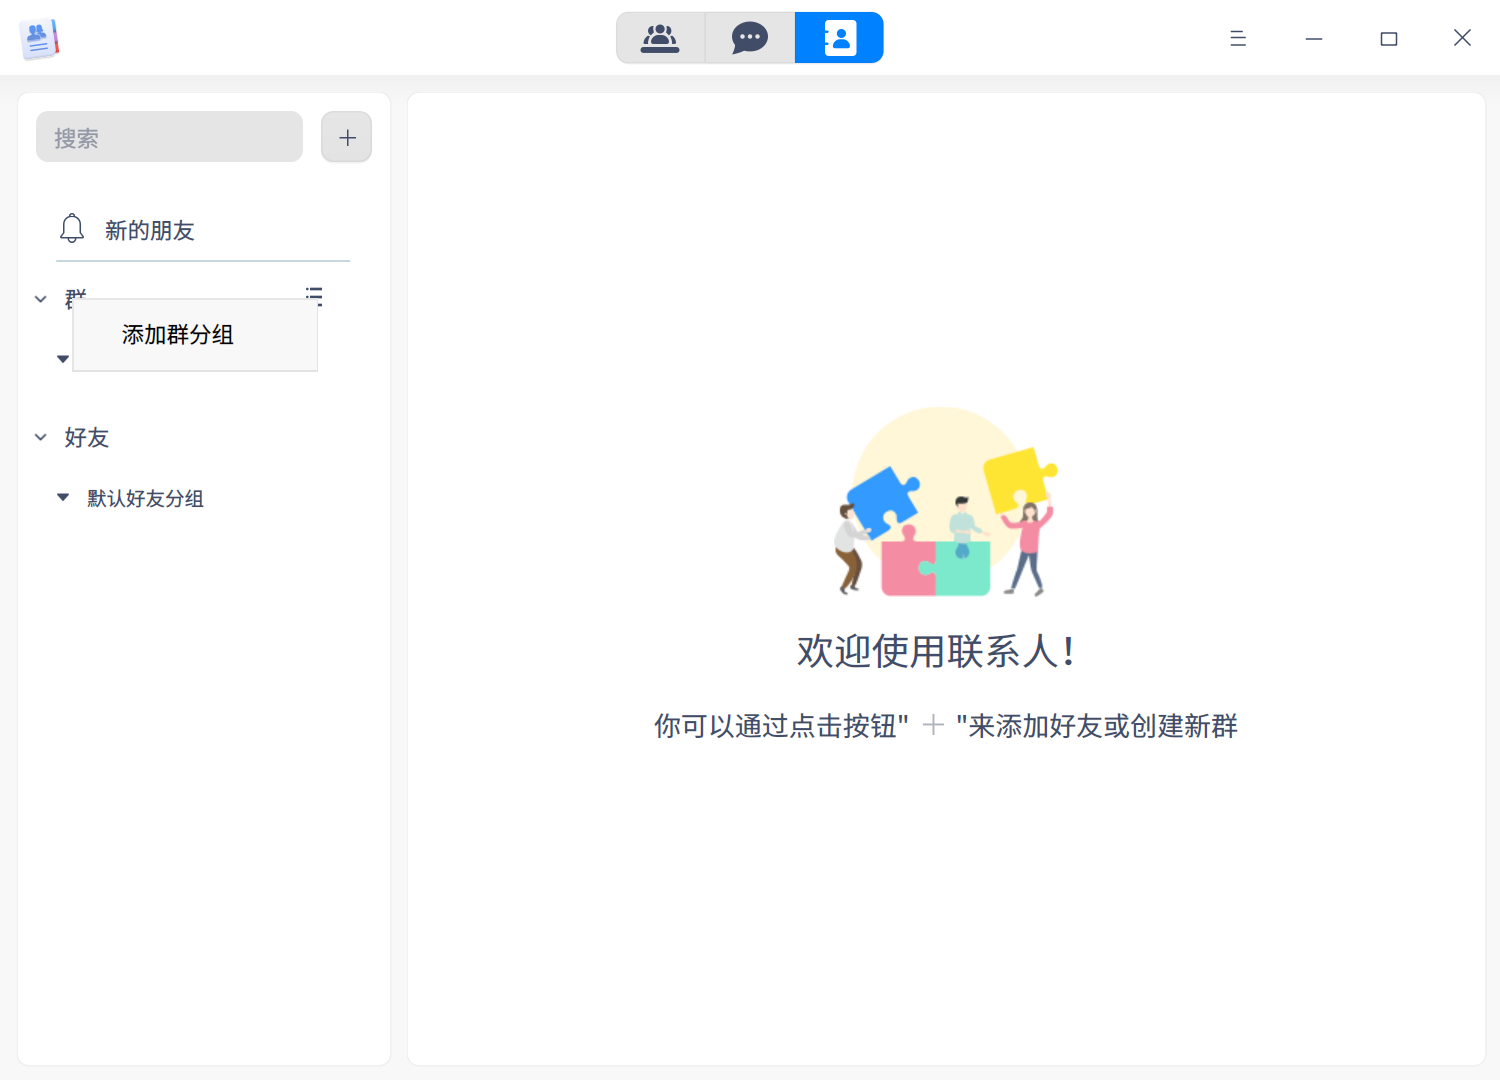 搜索
新的朋友
群
添加群分组
好友
默认好友分组
欢迎使用联系人！
你可以通过点击按钮" + "来添加好友或创建新群